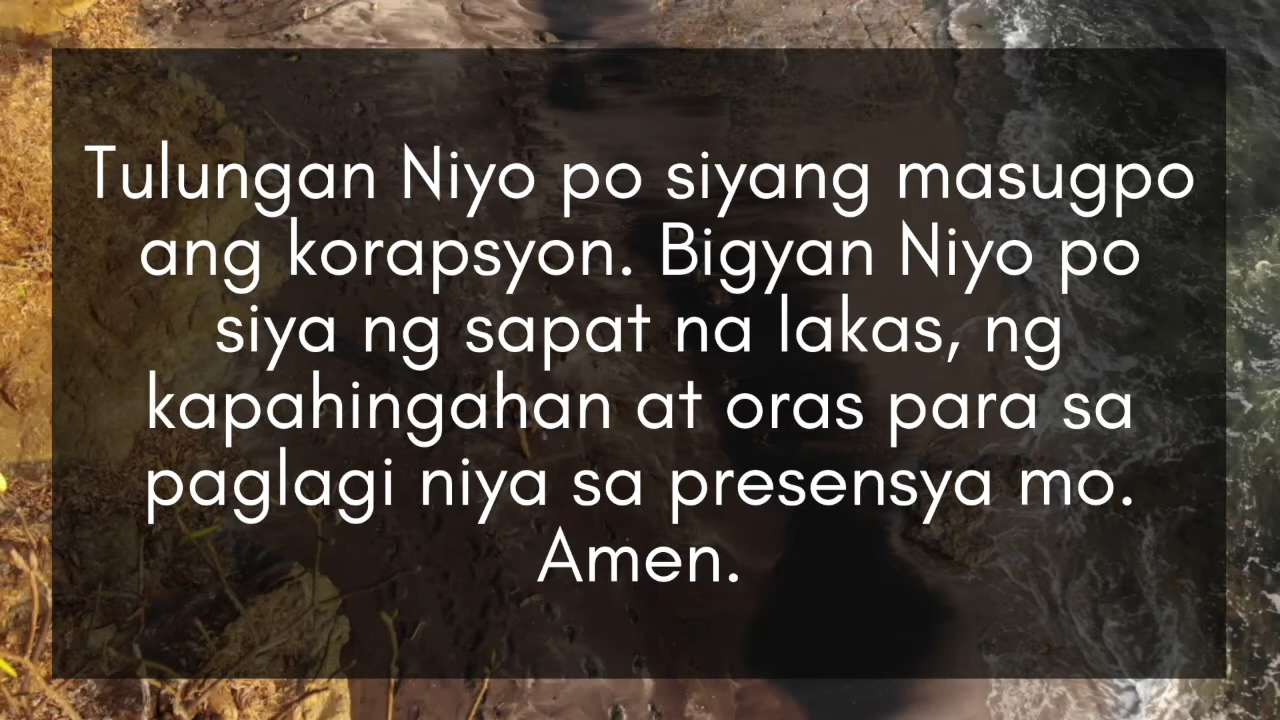 Tulungan Niyo po siyang masugpo
ang korapsyon. Bigyan Niyo po
siya ng sapat na lakas, ng
kapahingahan at oras para sa
paglagi niya sa presensya mo.
Amen.